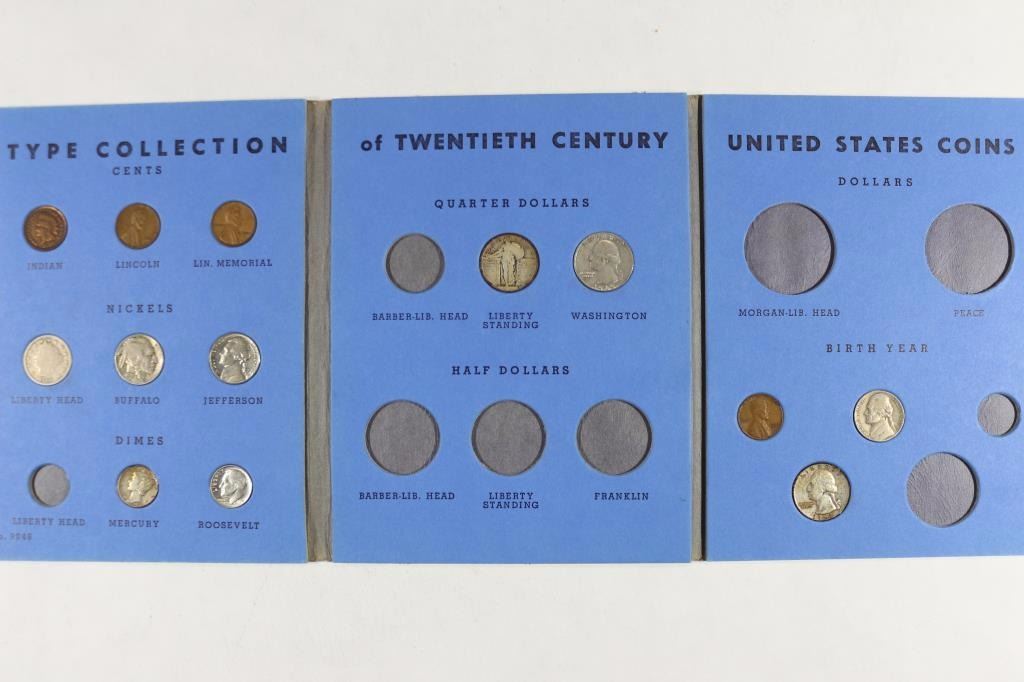 TYPE COLLECTION
CENTS
INDIAN LINCOLN LIN. MEMORIAL
NICKELS
LIBERTY HEAD BUFFALO JEFFERSON
DIMES
LIBERTY HEAD MERCURY ROOSEVELT
of TWENTIETH CENTURY
QUARTER DOLLARS
BARBER-LIB. HEAD LIBERTY STANDING WASHINGTON
HALF DOLLARS
BARBER-LIB. HEAD LIBERTY STANDING FRANKLIN
UNITED STATES COINS
DOLLARS
MORGAN-LIB. HEAD PEACE
BIRTH YEAR